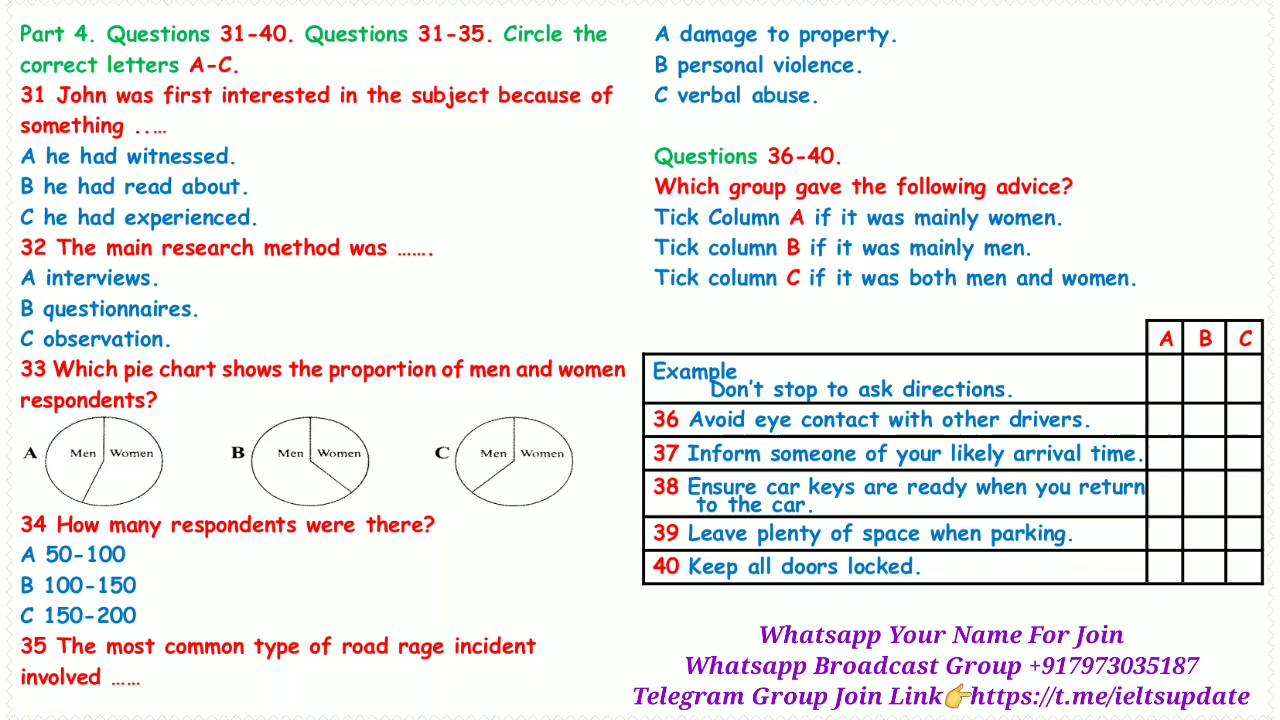 Part 4. Questions 31-40. Questions 31-35. Circle the
correct letters A-C.
31 John was first interested in the subject because of
something ..…
A he had witnessed.
B he had read about.
C he had experienced.
32 The main research method was …….
A interviews.
B questionnaires.
C observation.
33 Which pie chart shows the proportion of men and women
respondents?
A Men Women B Men Women C Men Women
34 How many respondents were there?
A 50-100
B 100-150
C 150-200
35 The most common type of road rage incident
involved ……
A damage to property.
B personal violence.
C verbal abuse.
Questions 36-40.
Which group gave the following advice?
Tick Column A if it was mainly women.
Tick column B if it was mainly men.
Tick column C if it was both men and women.
A B C
Example
Don't stop to ask directions.
36 Avoid eye contact with other drivers.
37 Inform someone of your likely arrival time.
38 Ensure car keys are ready when you return
to the car.
39 Leave plenty of space when parking.
40 Keep all doors locked.
Whatsapp Your Name For Join
Whatsapp Broadcast Group +917973035187
Telegram Group Join Link👉https://t.me/ieltsupdate